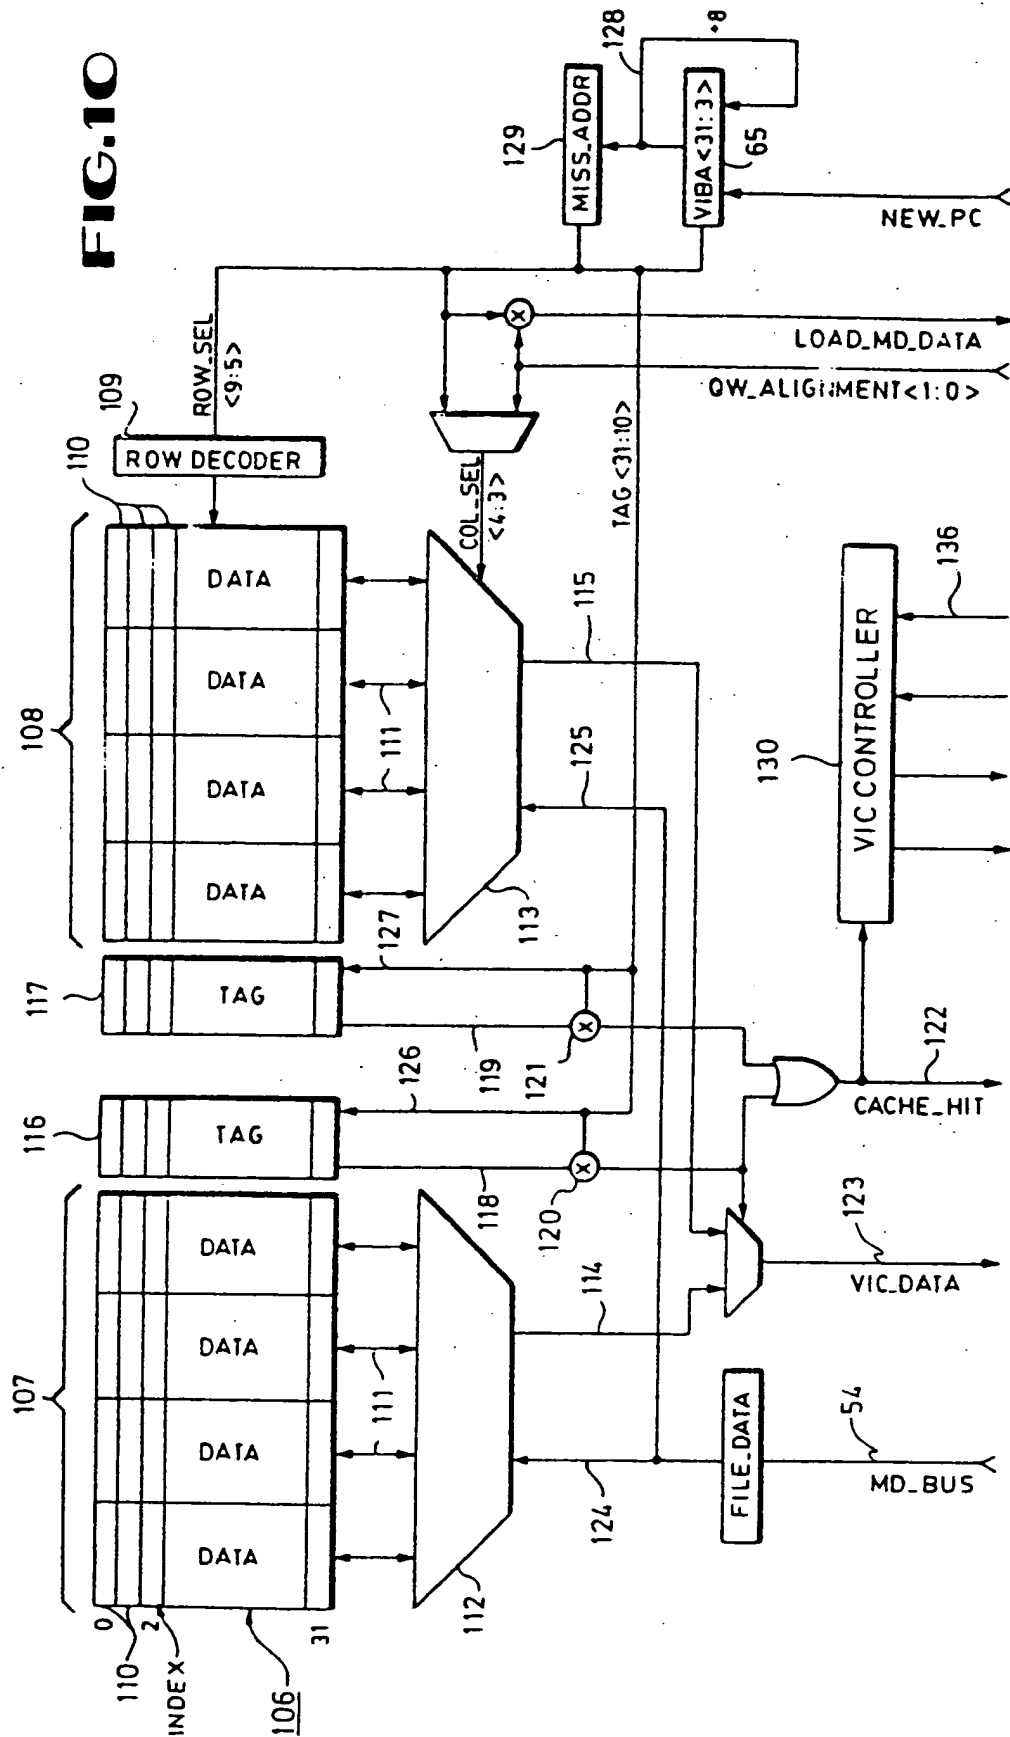 FIG.10
107
108
110
109
ROW DECODER
ROW_SEL
<9:5>
129
MISS_ADDR
128
+8
VIBA<31:3>
65
NEW_PC
0
110
2
INDEX
106
31
DATA
DATA
DATA
DATA
116
TAG
117
TAG
DATA
DATA
DATA
DATA
111
111
112
113
COL_SEL
<4:3>
LOAD_MD_DATA
QW_ALIGNMENT<1:0>
TAG<31:10>
118
126
119
127
120
121
124
114
125
115
FILE_DATA
54
MD_BUS
123
VIC_DATA
122
CACHE_HIT
130
VIC CONTROLLER
136